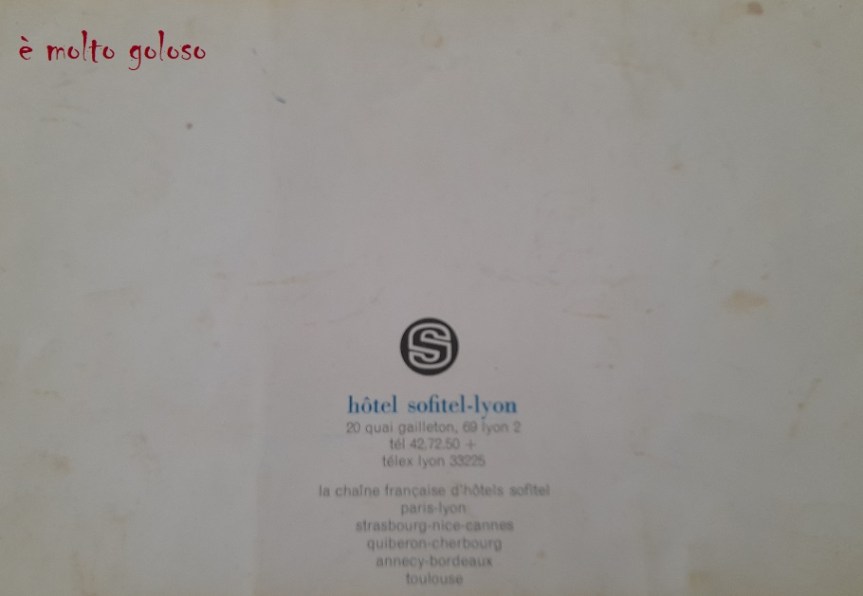 è molto goloso
S
hôtel sofitel-lyon
20 quai gailleton, 69 lyon 2
tél 42.72.50 +
télex lyon 33225
la chaîne française d'hôtels sofitel
paris-lyon
strasbourg-nice-cannes
quiberon-cherbourg
annecy-bordeaux
toulouse